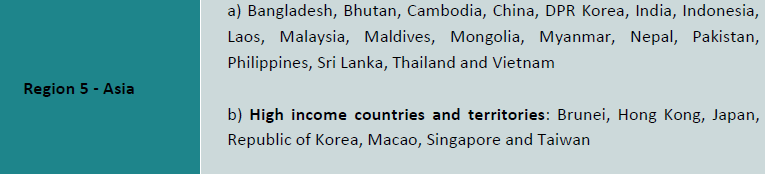 Region 5 - Asia
a) Bangladesh, Bhutan, Cambodia, China, DPR Korea, India, Indonesia,
Laos, Malaysia, Maldives, Mongolia, Myanmar, Nepal, Pakistan,
Philippines, Sri Lanka, Thailand and Vietnam
b) High income countries and territories: Brunei, Hong Kong, Japan,
Republic of Korea, Macao, Singapore and Taiwan